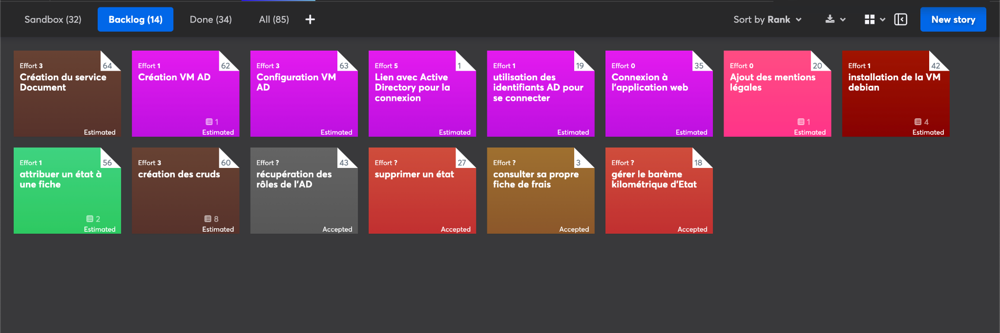 Sandbox (32) Backlog (14) Done (34) All (85) + Sort by Rank New story
Effort 3 64
Création du service
Document
Estimated
Effort 1 62
Création VM AD
1
Estimated
Effort 3 63
Configuration VM
AD
Estimated
Effort 5 1
Lien avec Active
Directory pour la
connexion
Estimated
Effort 1 19
utilisation des
identifiants AD pour
se connecter
Estimated
Effort 0 35
Connexion à
l'application web
Estimated
Effort 0 20
Ajout des mentions
légales
1
Estimated
Effort 1 42
installation de la VM
debian
4
Estimated
Effort 1 56
attribuer un état à
une fiche
2
Estimated
Effort 3 60
création des cruds
8
Estimated
Effort ? 43
récupération des
rôles de l'AD
Accepted
Effort ? 27
supprimer un état
Accepted
Effort ? 3
consulter sa propre
fiche de frais
Accepted
Effort ? 18
gérer le barème
kilométrique d'Etat
Accepted